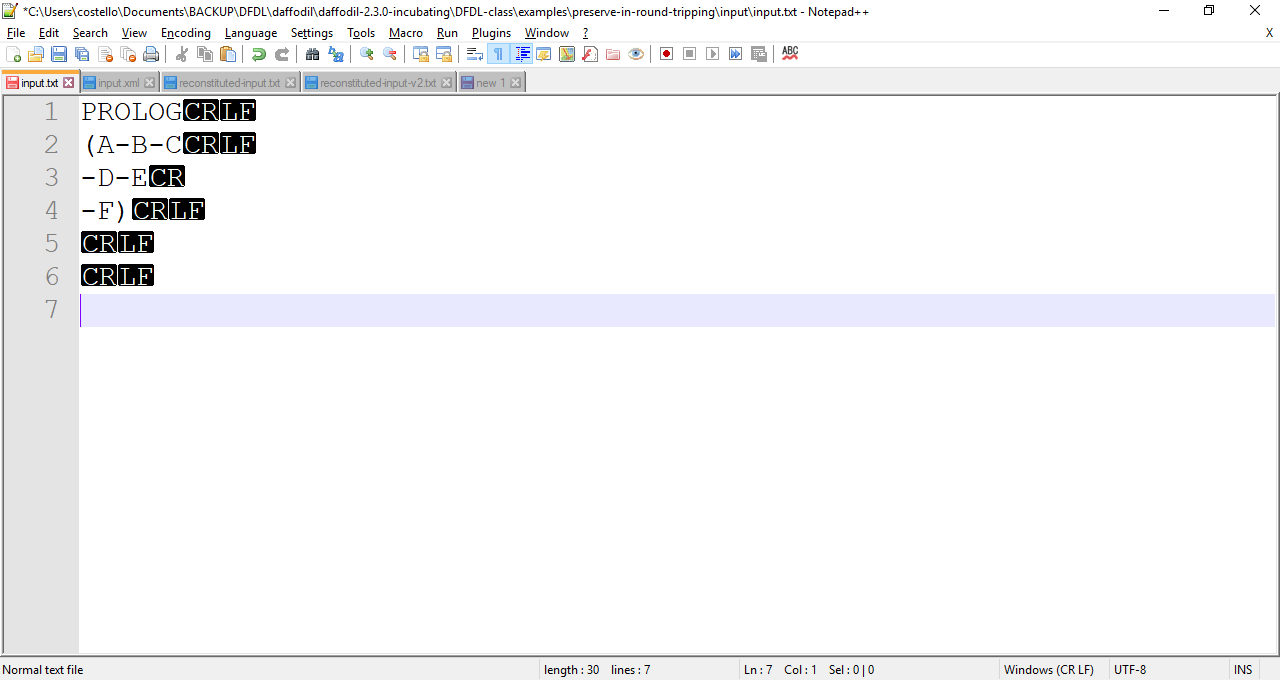 *C:\Users\costello\Documents\BACKUP\DFDL\daffodil\daffodil-2.3.0-incubating\DFDL-class\examples\preserve-in-round-tripping\input\input.txt - Notepad++
File Edit Search View Encoding Language Settings Tools Macro Run Plugins Window ? X
ABC
input.txt input.xml reconstituted-input.txt reconstituted-input-v2.txt new 1
1 PROLOGCRLF
2 (A-B-CCRLF
3 -D-ECR
4 -F)CRLF
5 CRLF
6 CRLF
7
Normal text file length : 30 lines : 7 Ln : 7 Col : 1 Sel : 0 | 0 Windows (CR LF) UTF-8 INS